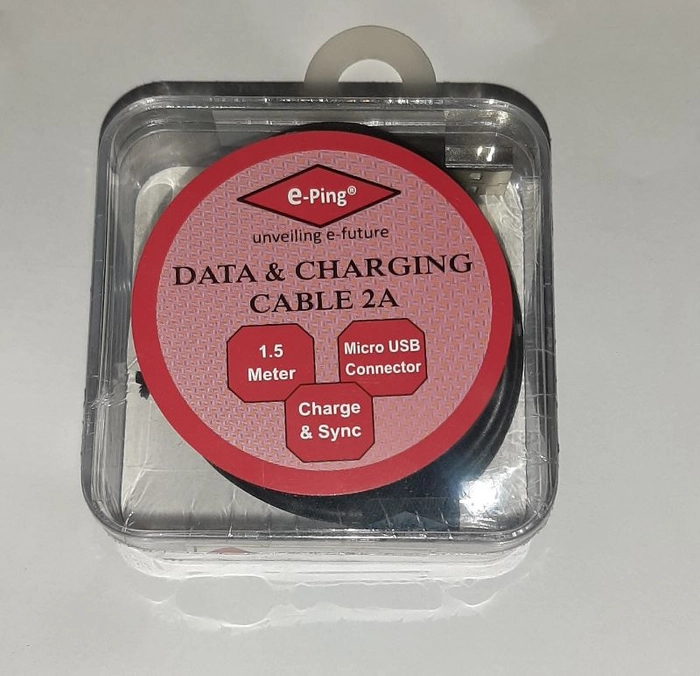 e-Ping®
unveiling e-future
DATA & CHARGING
CABLE 2A
1.5
Meter
Micro USB
Connector
Charge
& Sync